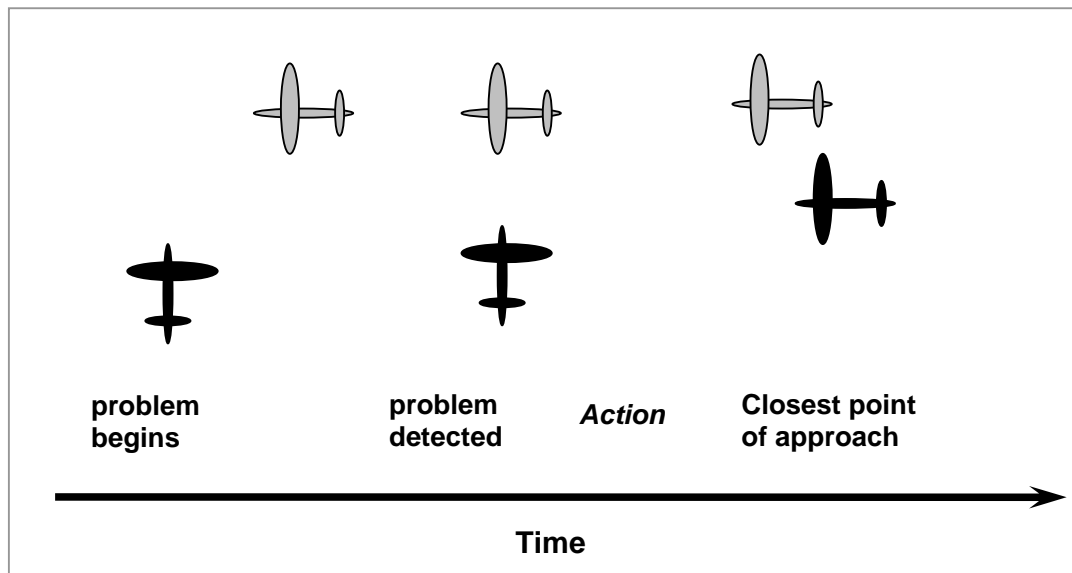 problem
begins
problem
detected
Action
Closest point
of approach
Time